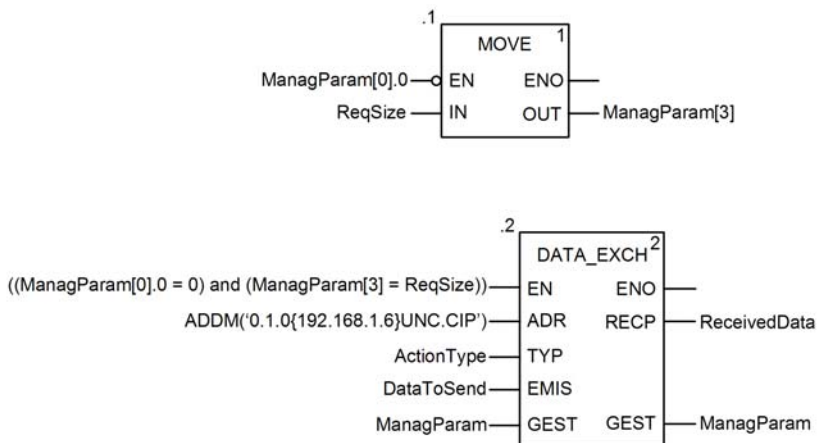 .1
MOVE 1
ManagParam[0].0 EN ENO
ReqSize IN OUT ManagParam[3]
.2
DATA_EXCH 2
((ManagParam[0].0 = 0) and (ManagParam[3] = ReqSize)) EN ENO
ADDM(‘0.1.0{192.168.1.6}UNC.CIP’) ADR RECP ReceivedData
ActionType TYP
DataToSend EMIS
ManagParam GEST GEST ManagParam